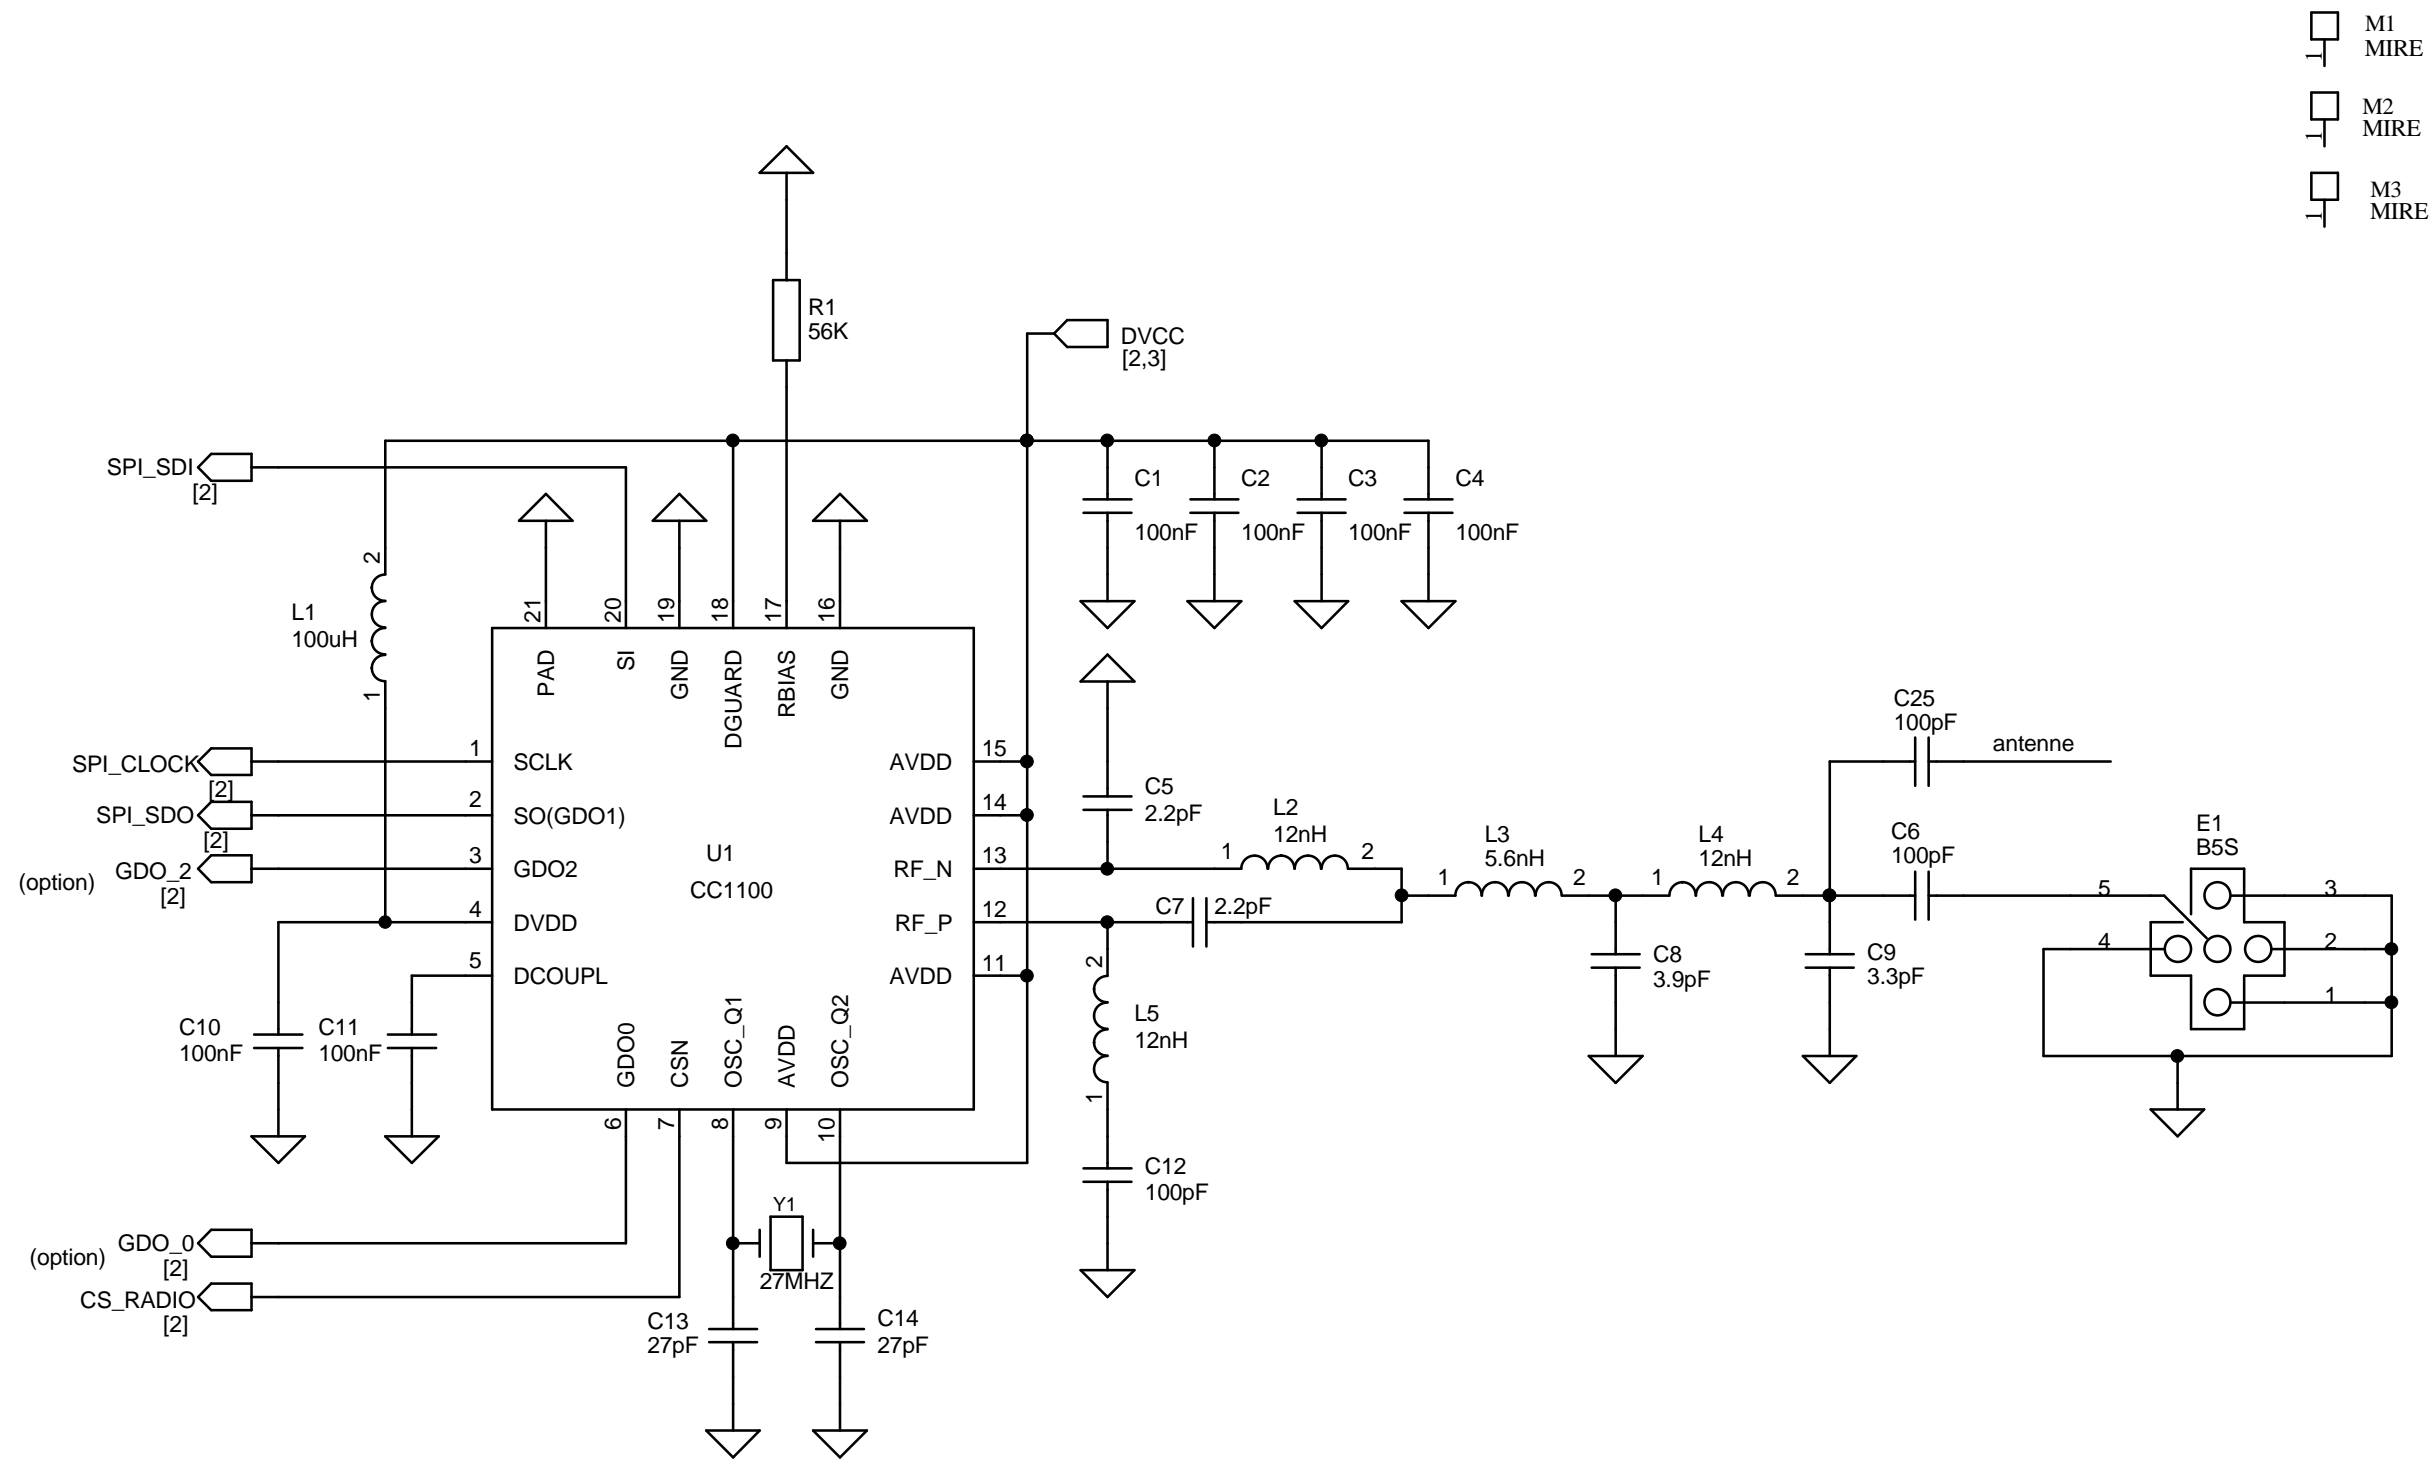 M1
MIRE
1
M2
MIRE
1
M3
MIRE
1
R1
56K
DVCC
[2,3]
SPI_SDI
[2]
C1
100nF
C2
100nF
C3
100nF
C4
100nF
2
L1
100uH
1
21
20
19
18
17
16
PAD
SI
GND
DGUARD
RBIAS
GND
SPI_CLOCK
[2]
1
SCLK
SPI_SDO
[2]
2
SO(GDO1)
(option)
GDO_2
[2]
3
GDO2
4
DVDD
5
DCOUPL
U1
CC1100
AVDD
15
AVDD
14
RF_N
13
RF_P
12
AVDD
11
GDO0
CSN
OSC_Q1
AVDD
OSC_Q2
6
7
8
9
10
C10
100nF
C11
100nF
(option)
GDO_0
[2]
CS_RADIO
[2]
Y1
27MHZ
C13
27pF
C14
27pF
C5
2.2pF
L2
12nH
1
2
C7
2.2pF
2
L5
12nH
1
C12
100pF
L3
5.6nH
1
2
L4
12nH
1
2
C8
3.9pF
C9
3.3pF
C25
100pF
antenne
C6
100pF
E1
B5S
5
4
3
2
1